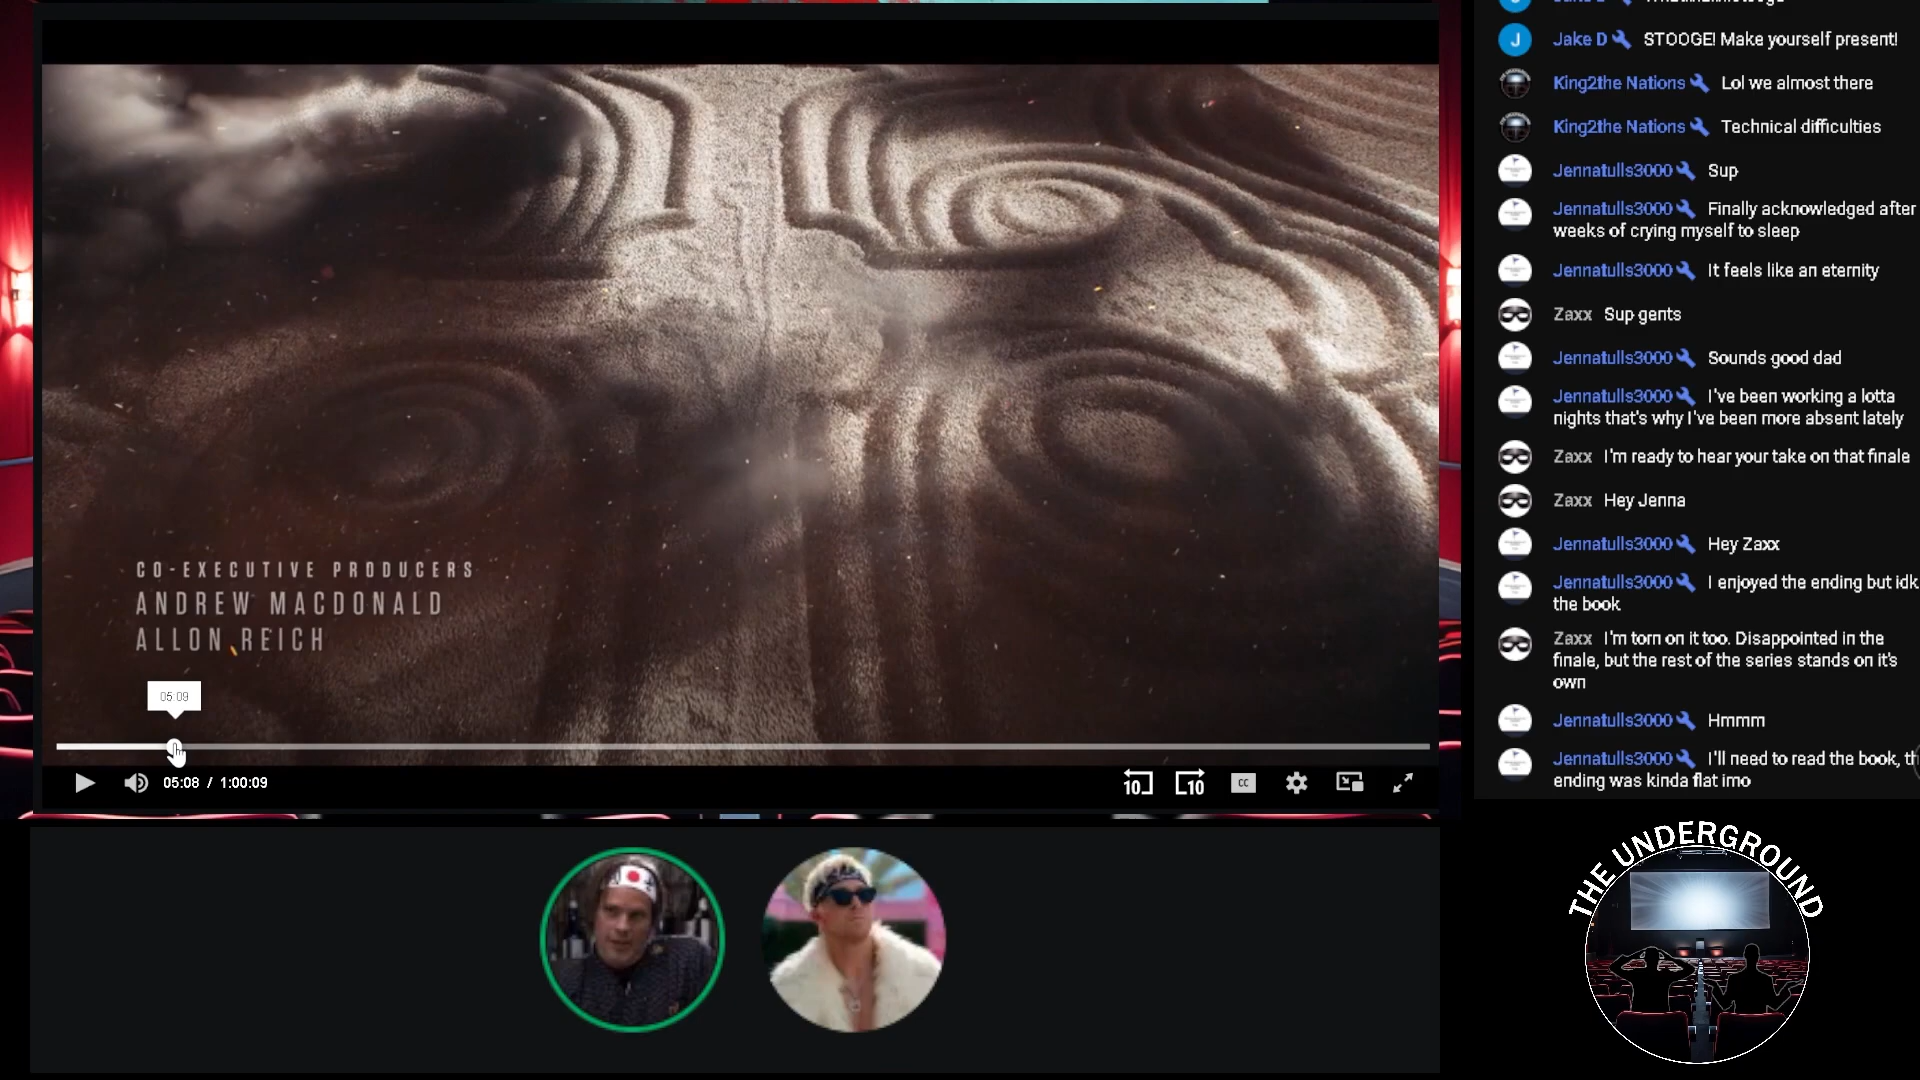 Jake D STOOGE! Make yourself present!
King2the Nations Lol we almost there
King2the Nations Technical difficulties
Jennatulls3000 Sup
Jennatulls3000 Finally acknowledged after
weeks of crying myself to sleep
Jennatulls3000 It feels like an eternity
Zaxx Sup gents
Jennatulls3000 Sounds good dad
Jennatulls3000 I've been working a lotta
nights that's why I've been more absent lately
Zaxx I'm ready to hear your take on that finale
Zaxx Hey Jenna
Jennatulls3000 Hey Zaxx
Jennatulls3000 I enjoyed the ending but idk
the book
Zaxx I'm torn on it too. Disappointed in the
finale, but the rest of the series stands on it's
own
Jennatulls3000 Hmmm
Jennatulls3000 I'll need to read the book, th
ending was kinda flat imo
CO-EXECUTIVE PRODUCERS
ANDREW MACDONALD
ALLON REICH
05:09
05:08 / 1:00:09
10
10
CC
J
THE UNDERGROUND